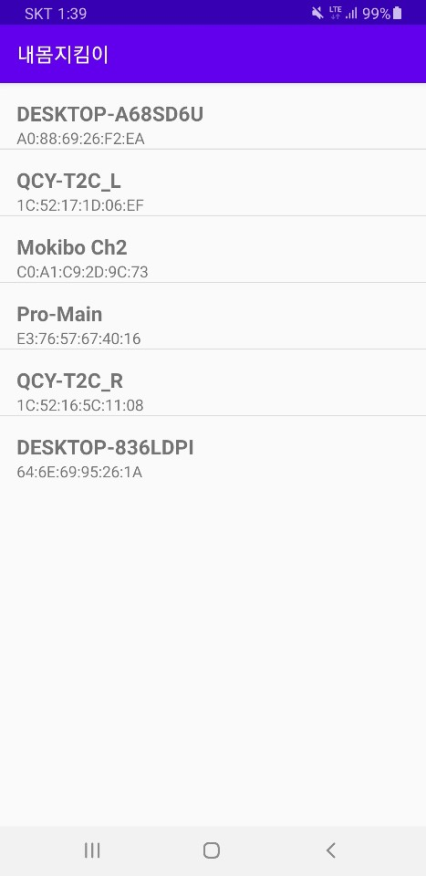 SKT 1:39 LTE 99%
내몸지킴이
DESKTOP-A68SD6U
A0:88:69:26:F2:EA
QCY-T2C_L
1C:52:17:1D:06:EF
Mokibo Ch2
C0:A1:C9:2D:9C:73
Pro-Main
E3:76:57:67:40:16
QCY-T2C_R
1C:52:16:5C:11:08
DESKTOP-836LDPI
64:6E:69:95:26:1A